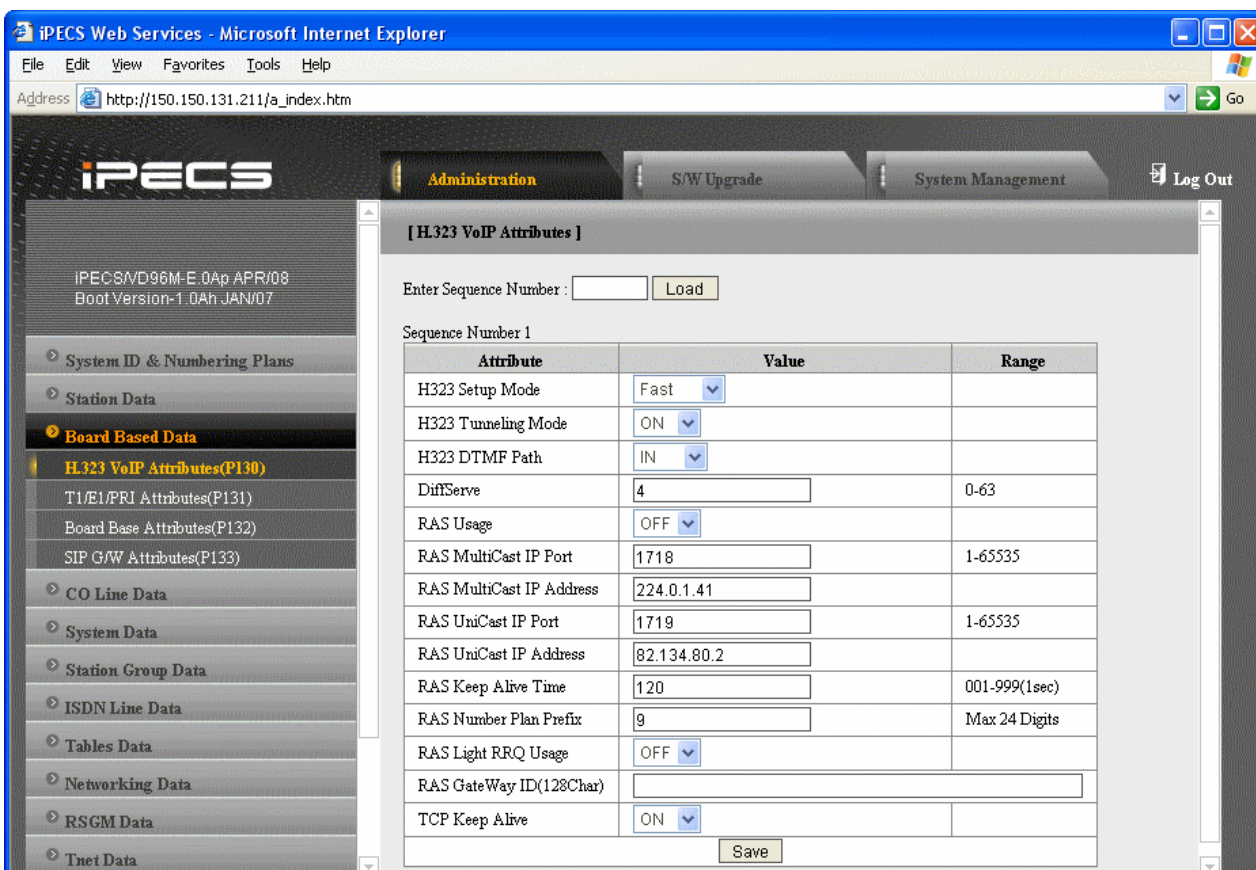 iPECS Web Services - Microsoft Internet Explorer
File Edit View Favorites Tools Help
Address http://150.150.131.211/a_index.htm Go
iPECS
Administration S/W Upgrade System Management Log Out
iPECS/VD96M-E.0Ap APR/08
Boot Version-1.0Ah JAN/07
System ID & Numbering Plans
Station Data
Board Based Data
H.323 VoIP Attributes(P130)
T1/E1/PRI Attributes(P131)
Board Base Attributes(P132)
SIP G/W Attributes(P133)
CO Line Data
System Data
Station Group Data
ISDN Line Data
Tables Data
Networking Data
RSGM Data
Tnet Data
[ H.323 VoIP Attributes ]
Enter Sequence Number : Load
Sequence Number 1
Attribute Value Range
H323 Setup Mode Fast
H323 Tunneling Mode ON
H323 DTMF Path IN
DiffServe 4 0-63
RAS Usage OFF
RAS MultiCast IP Port 1718 1-65535
RAS MultiCast IP Address 224.0.1.41
RAS UniCast IP Port 1719 1-65535
RAS UniCast IP Address 82.134.80.2
RAS Keep Alive Time 120 001-999(1sec)
RAS Number Plan Prefix 9 Max 24 Digits
RAS Light RRQ Usage OFF
RAS GateWay ID(128Char)
TCP Keep Alive ON
Save